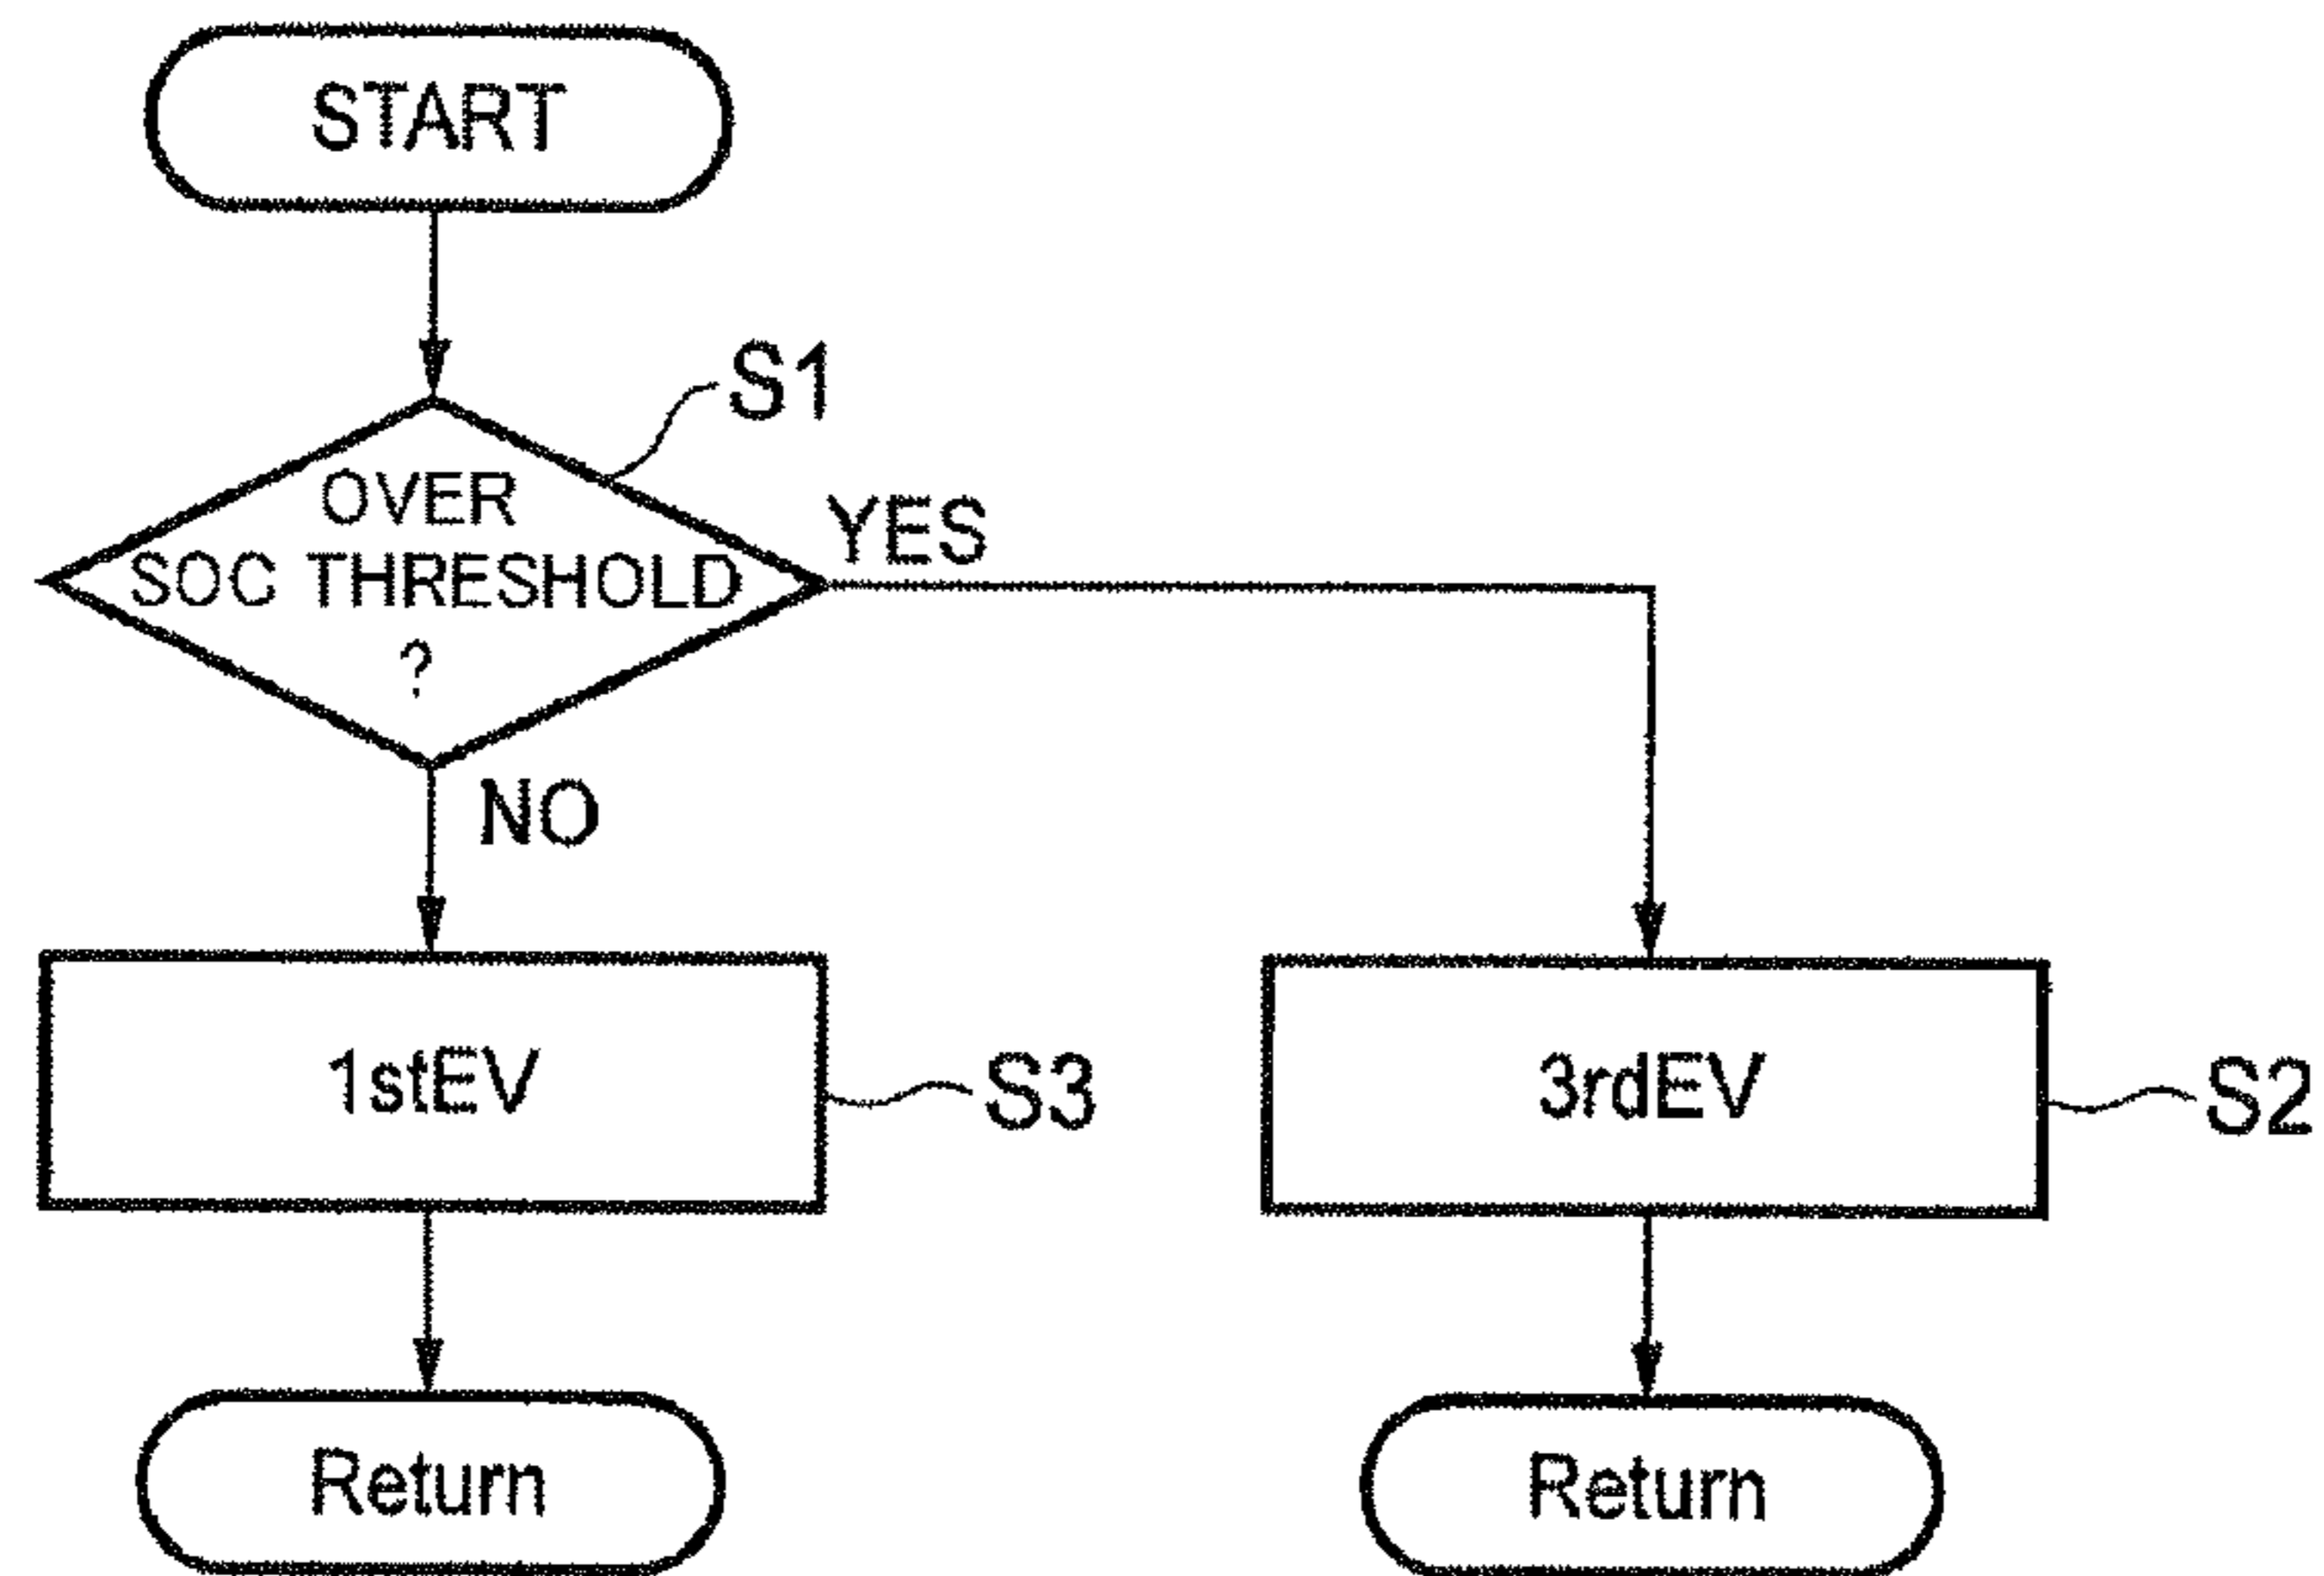 START
S1
OVER
SOC THRESHOLD
?
YES
NO
1stEV
S3
3rdEV
S2
Return
Return